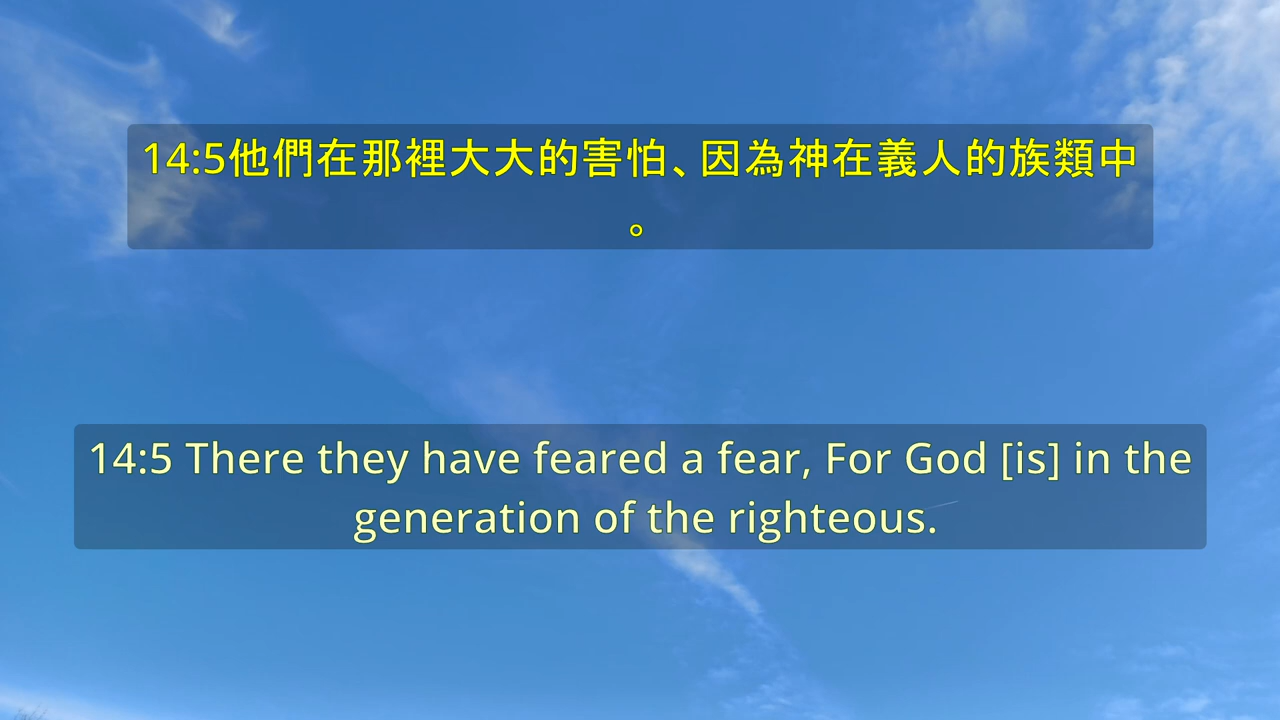 14:5他們在那裡大大的害怕、因為神在義人的族類中
。
14:5 There they have feared a fear, For God [is] in the
generation of the righteous.